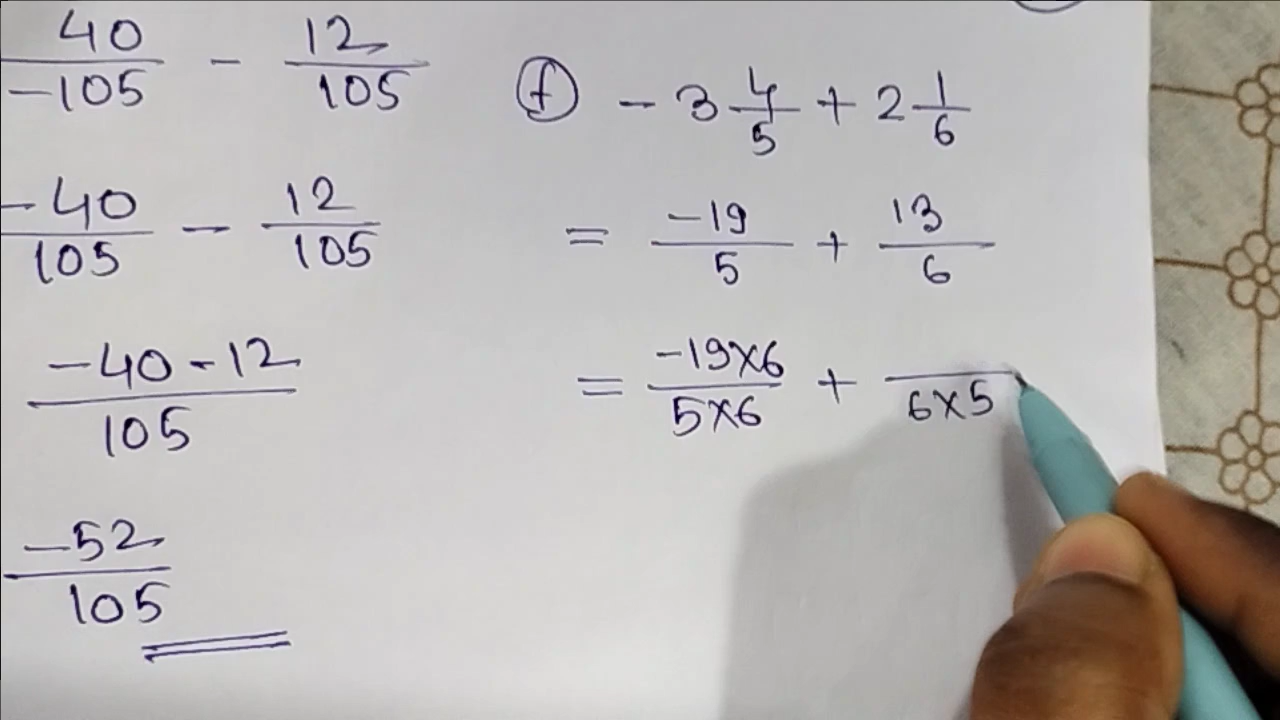 40/-105 - 12/105
-40/105 - 12/105
-40-12/105
-52/105
(f) -3 4/5 + 2 1/6
= -19/5 + 13/6
= -19×6/5×6 + /6×5